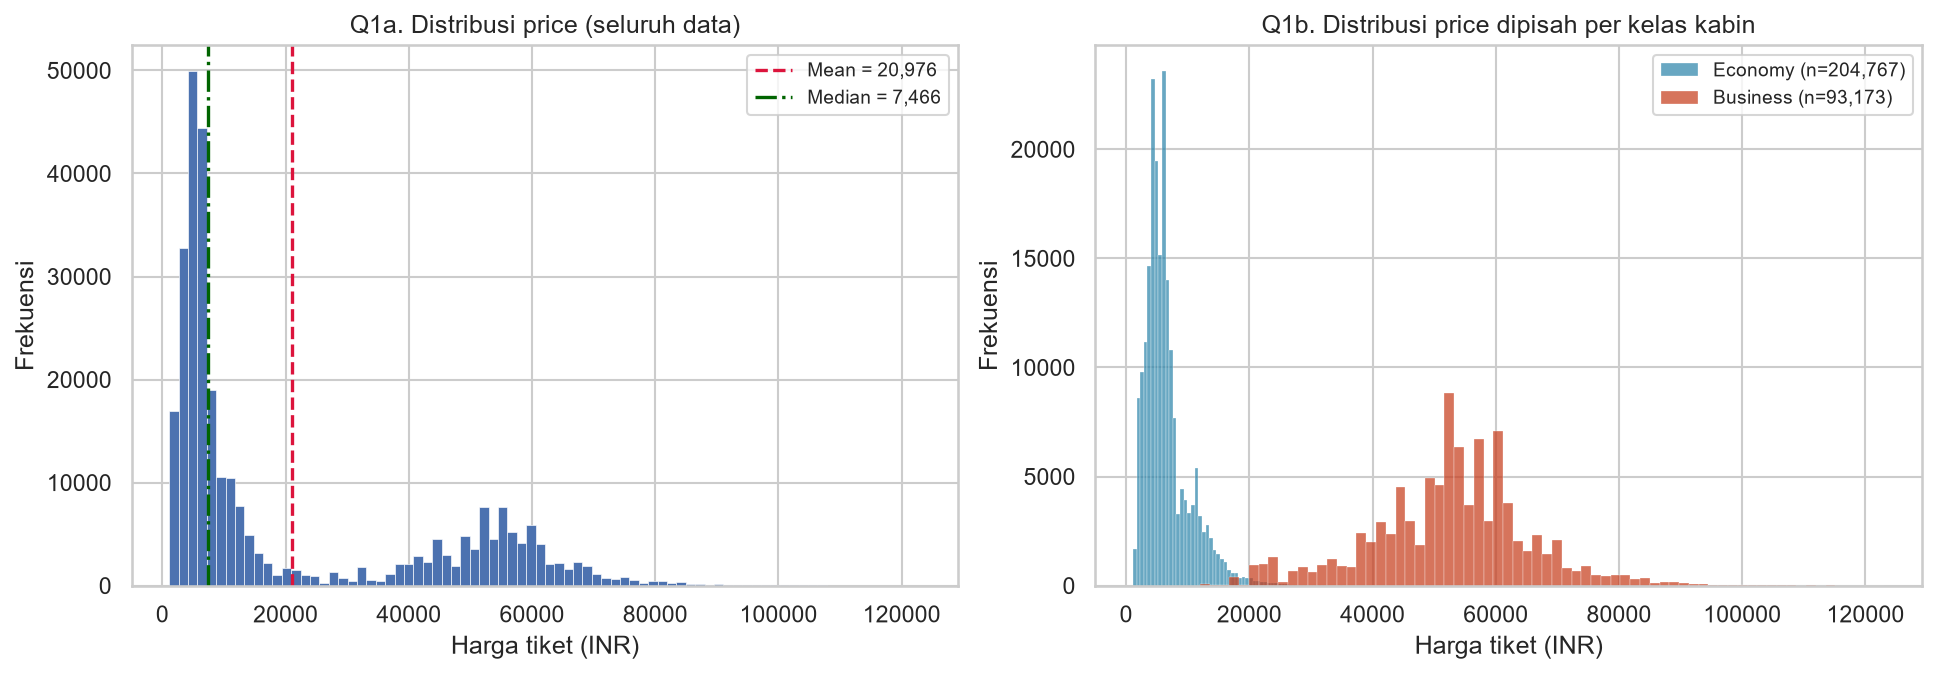 Q1a. Distribusi price (seluruh data)
Mean = 20,976
Median = 7,466
Frekuensi
50000
40000
30000
20000
10000
0
0 20000 40000 60000 80000 100000 120000
Harga tiket (INR)
Q1b. Distribusi price dipisah per kelas kabin
Economy (n=204,767)
Business (n=93,173)
Frekuensi
20000
15000
10000
5000
0
0 20000 40000 60000 80000 100000 120000
Harga tiket (INR)